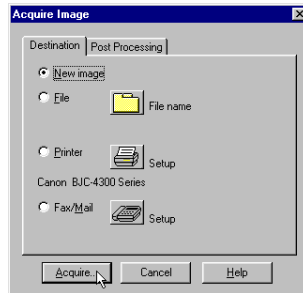 Acquire Image
Destination Post Processing
New image
File File name
Printer Setup
Canon BJC-4300 Series
Fax/Mail Setup
Acquire... Cancel Help